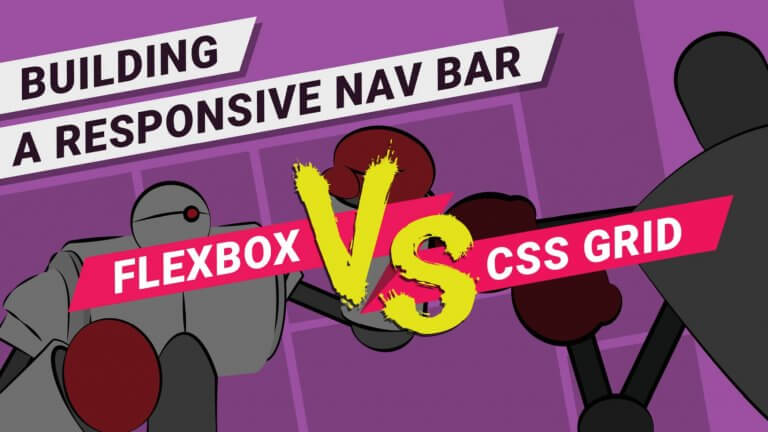 BUILDING
A RESPONSIVE NAV BAR
FLEXBOX
VS
CSS GRID